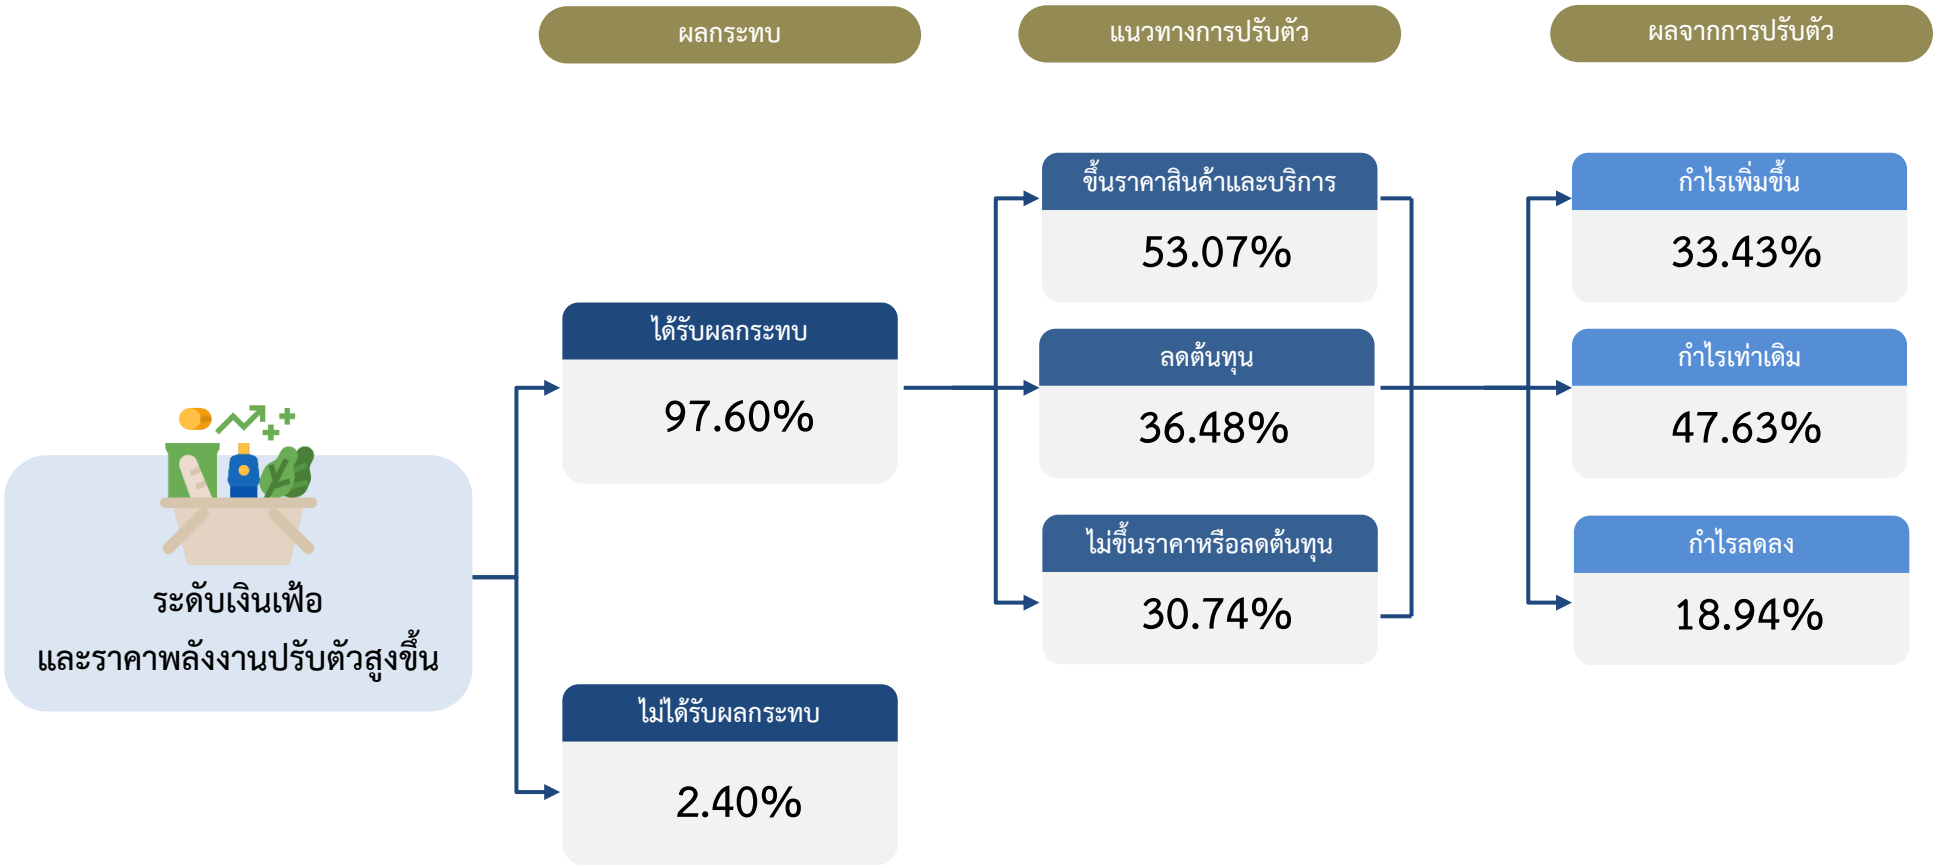 ผลกระทบ
แนวทางการปรับตัว
ผลจากการปรับตัว
ระดับเงินเฟ้อ
และราคาพลังงานปรับตัวสูงขึ้น
ได้รับผลกระทบ
97.60%
ไม่ได้รับผลกระทบ
2.40%
ขึ้นราคาสินค้าและบริการ
53.07%
ลดต้นทุน
36.48%
ไม่ขึ้นราคาหรือลดต้นทุน
30.74%
กำไรเพิ่มขึ้น
33.43%
กำไรเท่าเดิม
47.63%
กำไรลดลง
18.94%